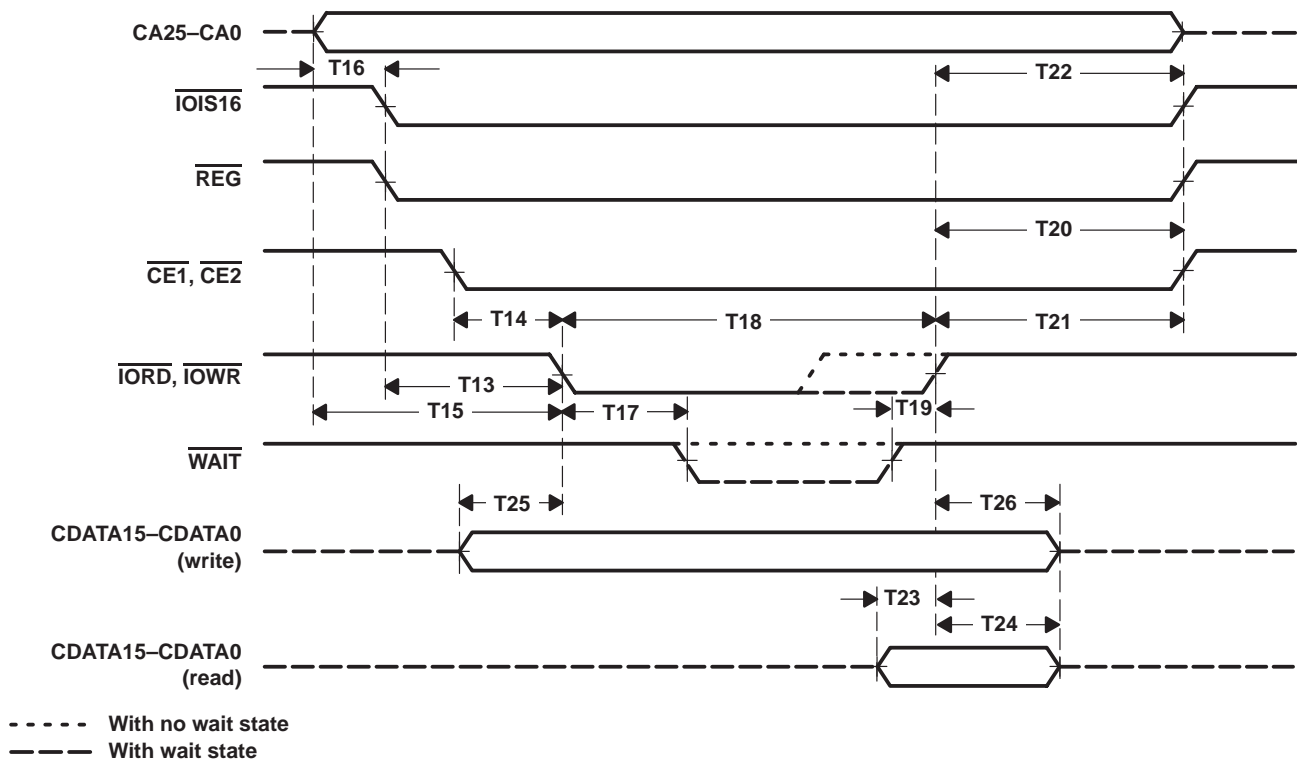 CA25–CA0
T16
T22
IOIS16
REG
T20
CE1, CE2
T14
T18
T21
IORD, IOWR
T13
T15
T17
T19
WAIT
T25
T26
CDATA15–CDATA0
(write)
T23
T24
CDATA15–CDATA0
(read)
With no wait state
With wait state